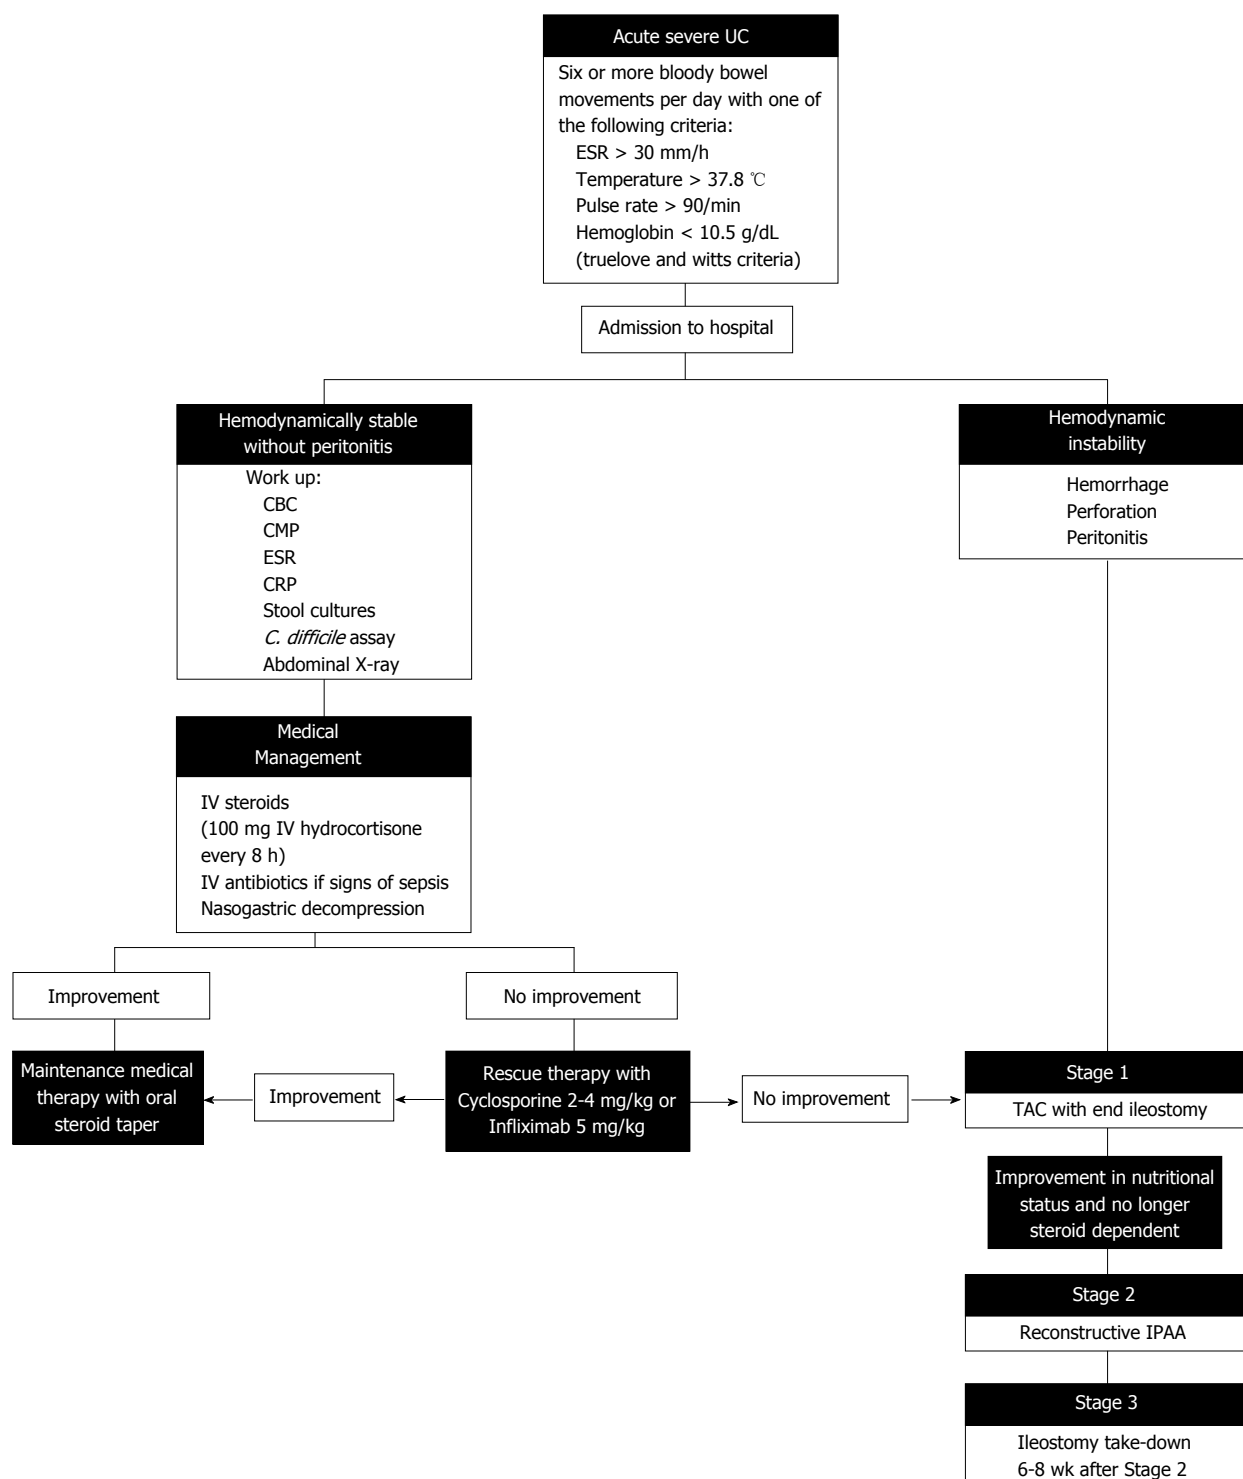 Acute severe UC
Six or more bloody bowel
movements per day with one of
the following criteria:
ESR > 30 mm/h
Temperature > 37.8 ℃
Pulse rate > 90/min
Hemoglobin < 10.5 g/dL
(truelove and witts criteria)
Admission to hospital
Hemodynamically stable
without peritonitis
Work up:
CBC
CMP
ESR
CRP
Stool cultures
C. difficile assay
Abdominal X-ray
Hemodynamic
instability
Hemorrhage
Perforation
Peritonitis
Medical
Management
IV steroids
(100 mg IV hydrocortisone
every 8 h)
IV antibiotics if signs of sepsis
Nasogastric decompression
Improvement
No improvement
Maintenance medical
therapy with oral
steroid taper
Improvement
Rescue therapy with
Cyclosporine 2-4 mg/kg or
Infliximab 5 mg/kg
No improvement
Stage 1
TAC with end ileostomy
Improvement in nutritional
status and no longer
steroid dependent
Stage 2
Reconstructive IPAA
Stage 3
Ileostomy take-down
6-8 wk after Stage 2